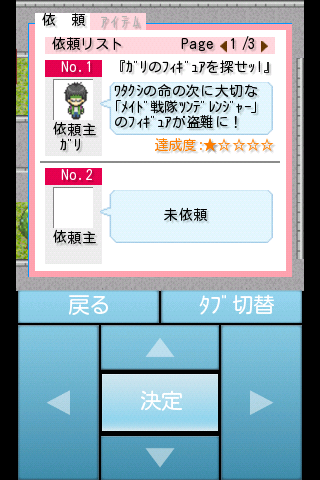 依 頼 アイテム
依頼リスト Page ◀1 /3 ▶
No.1 『ｶﾞﾘのﾌｨｷﾞｭｱを探せｯ!』
ﾜﾀｸｼの命の次に大切な
｢ﾒｲﾄﾞ戦隊ﾂﾝﾃﾞﾚﾝｼﾞｬｰ｣
のﾌｨｷﾞｭｱが盗難に!
依頼主
ｶﾞﾘ
達成度:★☆☆☆☆
No.2
未依頼
依頼主
戻る ﾀﾌﾞ切替
決定